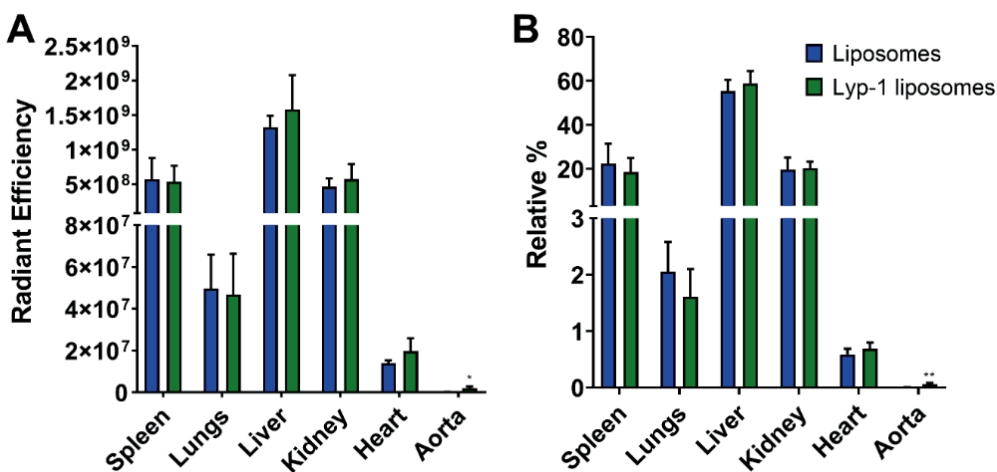 A
Radiant Efficiency
2.5×10⁹
2×10⁹
1.5×10⁹
1×10⁹
5×10⁸
8×10⁷
6×10⁷
4×10⁷
2×10⁷
0
*
Spleen
Lungs
Liver
Kidney
Heart
Aorta
B
Relative %
80
60
40
20
3
2
1
0
Liposomes
Lyp-1 liposomes
**
Spleen
Lungs
Liver
Kidney
Heart
Aorta